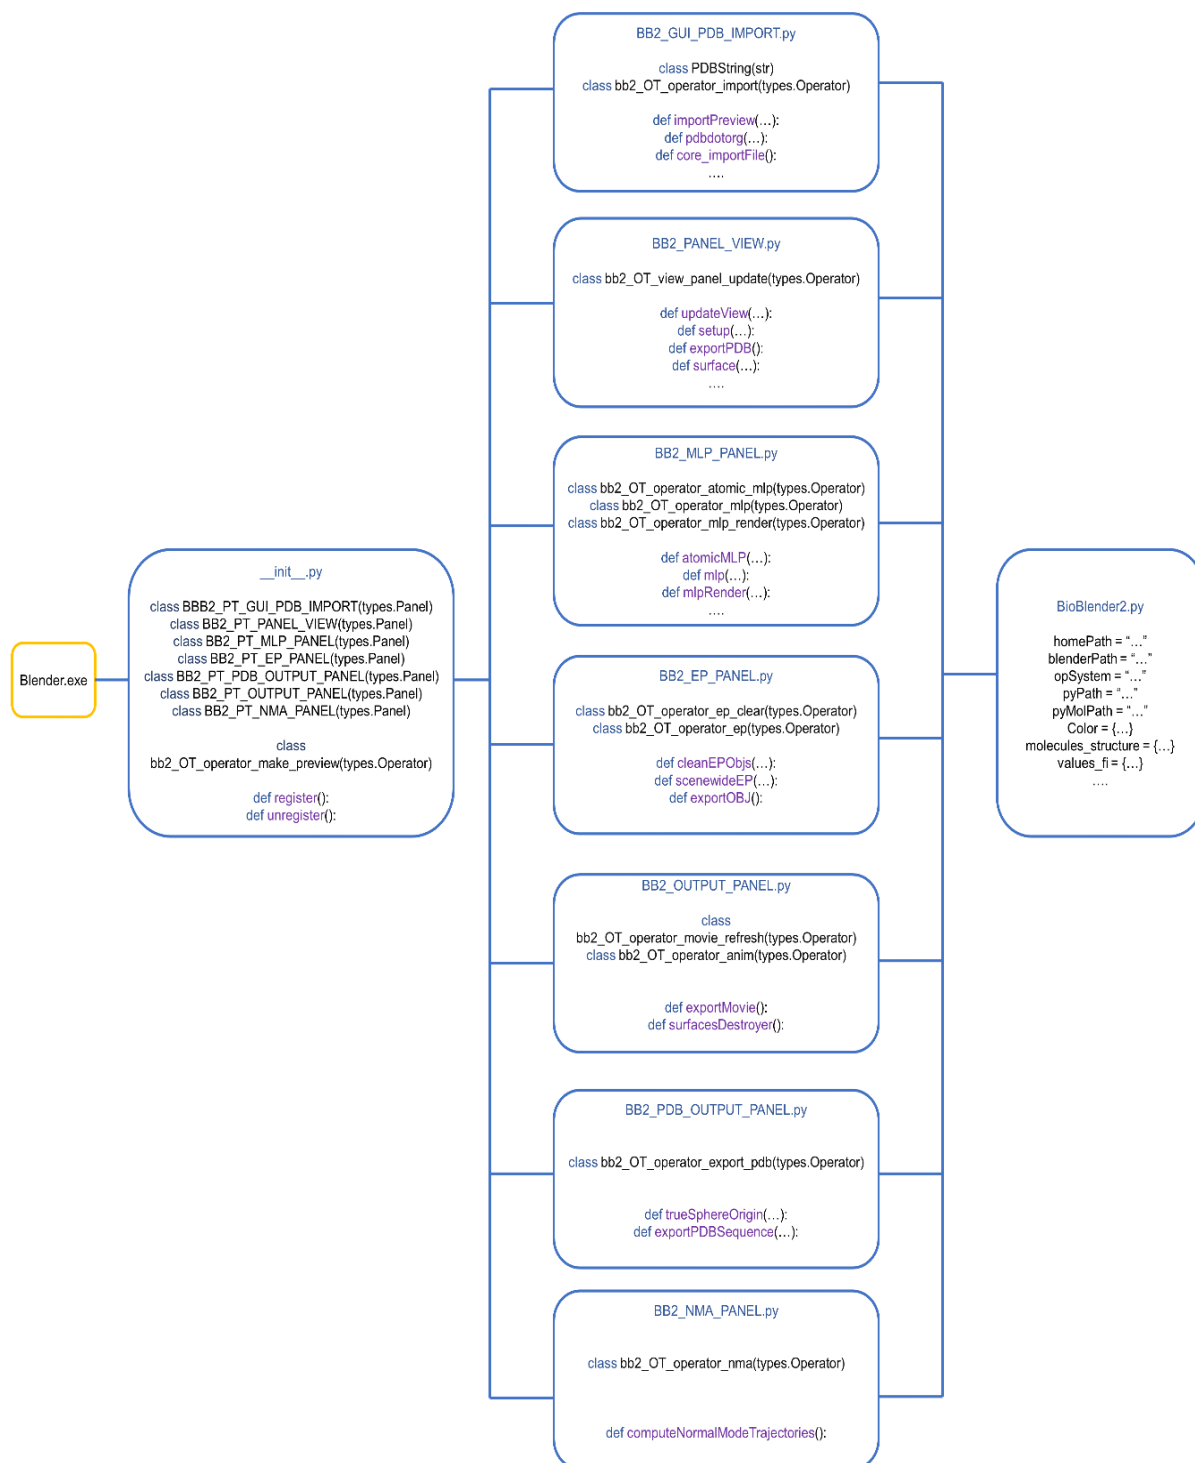 Blender.exe
__init__.py
class BBB2_PT_GUI_PDB_IMPORT(types.Panel)
class BB2_PT_PANEL_VIEW(types.Panel)
class BB2_PT_MLP_PANEL(types.Panel)
class BB2_PT_EP_PANEL(types.Panel)
class BB2_PT_PDB_OUTPUT_PANEL(types.Panel)
class BB2_PT_OUTPUT_PANEL(types.Panel)
class BB2_PT_NMA_PANEL(types.Panel)
class
bb2_OT_operator_make_preview(types.Operator)
def register():
def unregister():
BB2_GUI_PDB_IMPORT.py
class PDBString(str)
class bb2_OT_operator_import(types.Operator)
def importPreview(...):
def pdbdotorg(...):
def core_importFile():
....
BB2_PANEL_VIEW.py
class bb2_OT_view_panel_update(types.Operator)
def updateView(...):
def setup(...):
def exportPDB():
def surface(...):
....
BB2_MLP_PANEL.py
class bb2_OT_operator_atomic_mlp(types.Operator)
class bb2_OT_operator_mlp(types.Operator)
class bb2_OT_operator_mlp_render(types.Operator)
def atomicMLP(...):
def mlp(...):
def mlpRender(...):
....
BB2_EP_PANEL.py
class bb2_OT_operator_ep_clear(types.Operator)
class bb2_OT_operator_ep(types.Operator)
def cleanEPObjs(...):
def scenewideEP(...):
def exportOBJ():
BB2_OUTPUT_PANEL.py
class
bb2_OT_operator_movie_refresh(types.Operator)
class bb2_OT_operator_anim(types.Operator)
def exportMovie():
def surfacesDestroyer():
BB2_PDB_OUTPUT_PANEL.py
class bb2_OT_operator_export_pdb(types.Operator)
def trueSphereOrigin(...):
def exportPDBSequence(...):
BB2_NMA_PANEL.py
class bb2_OT_operator_nma(types.Operator)
def computeNormalModeTrajectories():
BioBlender2.py
homePath = “...”
blenderPath = “...”
opSystem = “...”
pyPath = “...”
pyMolPath = “...”
Color = {...}
molecules_structure = {...}
values_fi = {...}
....